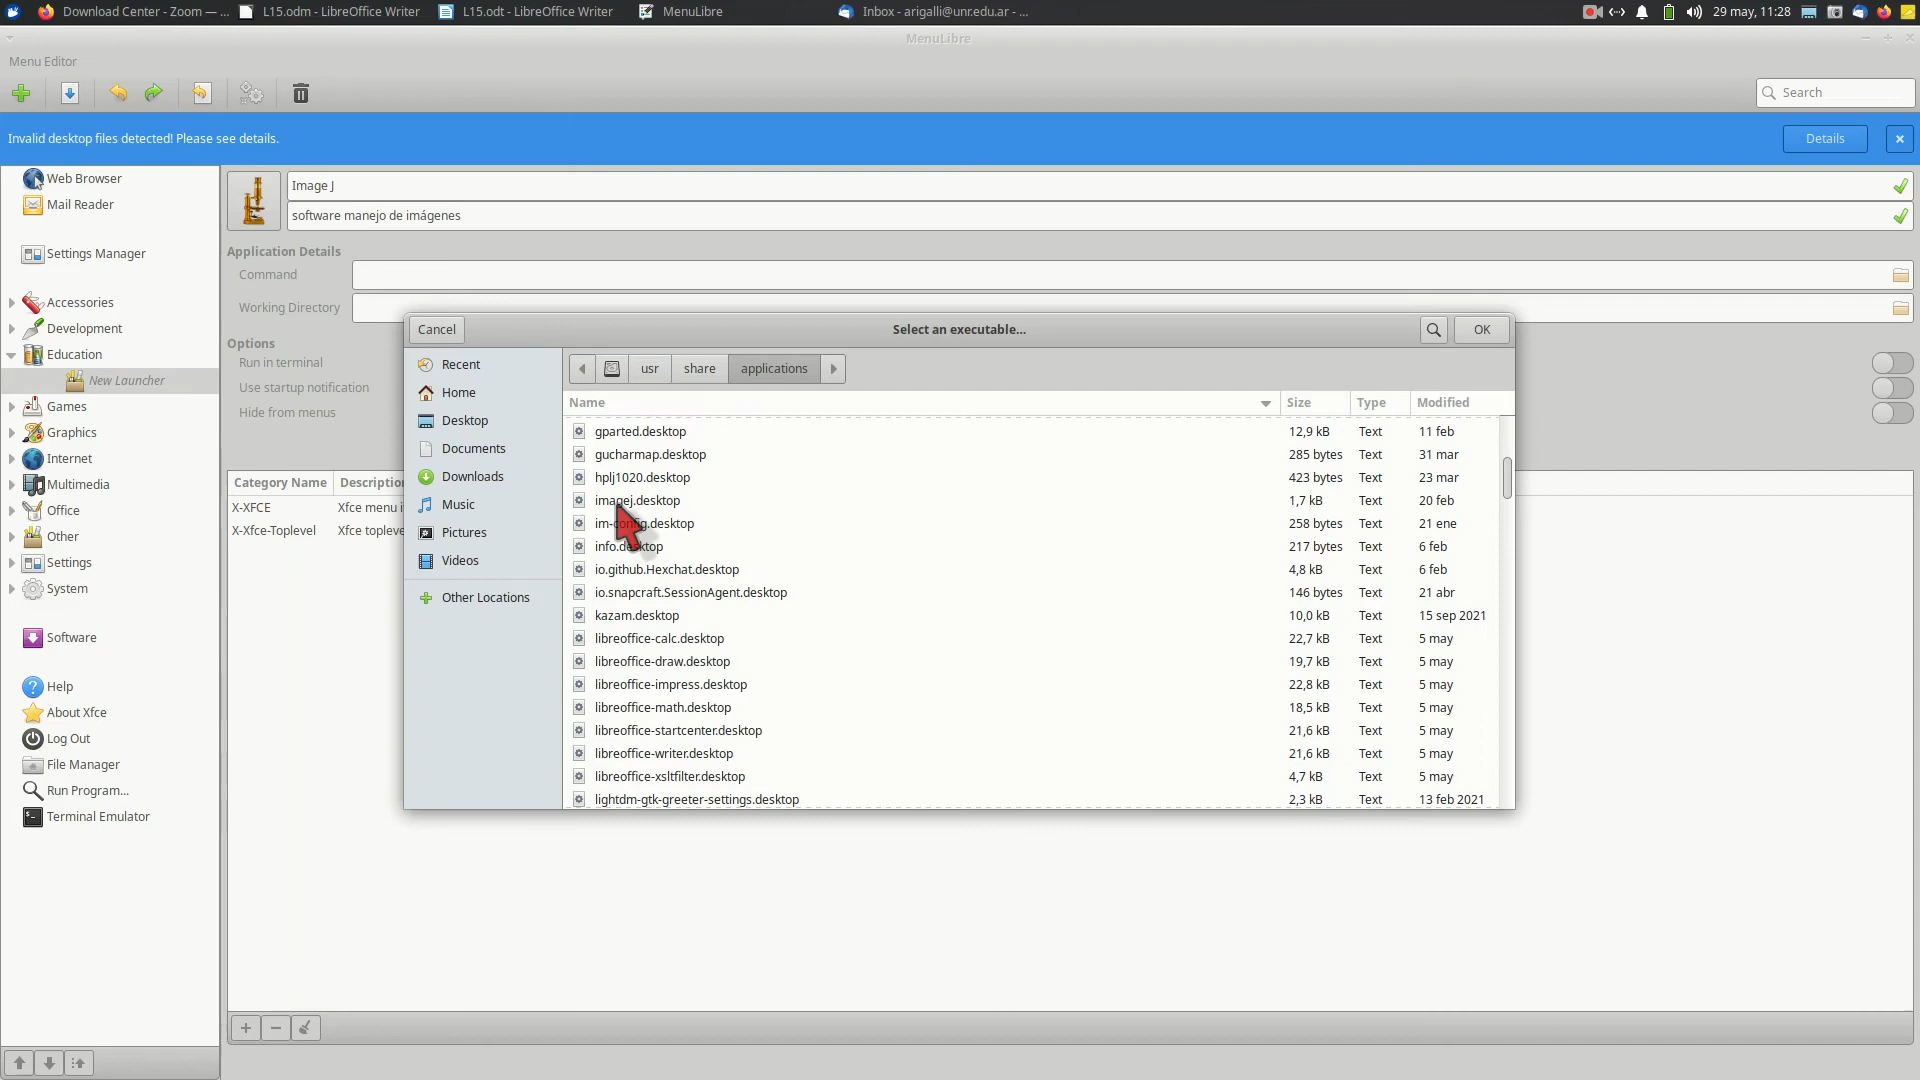 Download Center - Zoom — ...
L15.odm - LibreOffice Writer
L15.odt - LibreOffice Writer
MenuLibre
Inbox - arigalli@unr.edu.ar - ...
29 may, 11:28
MenuLibre
Menu Editor
Search
Invalid desktop files detected! Please see details.
Details
Web Browser
Mail Reader
Settings Manager
Accessories
Development
Education
New Launcher
Games
Graphics
Internet
Multimedia
Office
Other
Settings
System
Software
Help
About Xfce
Log Out
File Manager
Run Program...
Terminal Emulator
Image J
software manejo de imágenes
Application Details
Command
Working Directory
Options
Run in terminal
Use startup notification
Hide from menus
Category Name Description
X-XFCE Xfce menu i
X-Xfce-Toplevel Xfce topleve
Cancel
Select an executable...
OK
Recent
Home
Desktop
Documents
Downloads
Music
Pictures
Videos
Other Locations
usr share applications
Name Size Type Modified
gparted.desktop 12,9 kB Text 11 feb
gucharmap.desktop 285 bytes Text 31 mar
hplj1020.desktop 423 bytes Text 23 mar
imagej.desktop 1,7 kB Text 20 feb
im-config.desktop 258 bytes Text 21 ene
info.desktop 217 bytes Text 6 feb
io.github.Hexchat.desktop 4,8 kB Text 6 feb
io.snapcraft.SessionAgent.desktop 146 bytes Text 21 abr
kazam.desktop 10,0 kB Text 15 sep 2021
libreoffice-calc.desktop 22,7 kB Text 5 may
libreoffice-draw.desktop 19,7 kB Text 5 may
libreoffice-impress.desktop 22,8 kB Text 5 may
libreoffice-math.desktop 18,5 kB Text 5 may
libreoffice-startcenter.desktop 21,6 kB Text 5 may
libreoffice-writer.desktop 21,6 kB Text 5 may
libreoffice-xsltfilter.desktop 4,7 kB Text 5 may
lightdm-gtk-greeter-settings.desktop 2,3 kB Text 13 feb 2021